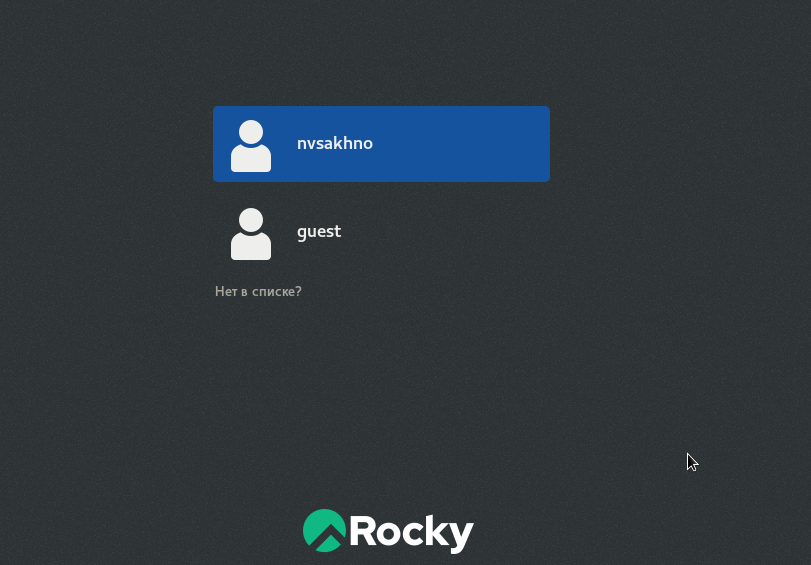 nvsakhno
guest
Нет в списке?
Rocky